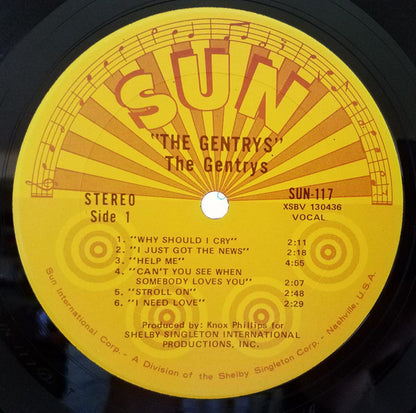 SUN
"THE GENTRYS"
The Gentrys
STEREO
Side 1
SUN-117
XSBV 130436
VOCAL
1. "WHY SHOULD I CRY" 2:11
2. "I JUST GOT THE NEWS" 2:18
3. "HELP ME" 4:55
4. "CAN'T YOU SEE WHEN
SOMEBODY LOVES YOU" 2:07
5. "STROLL ON" 2:48
6. "I NEED LOVE" 2:29
Produced by: Knox Phillips for
SHELBY SINGLETON INTERNATIONAL
PRODUCTIONS, INC.
Sun International Corp. - A Division of the Shelby Singleton Corp. - Nashville, U.S.A.